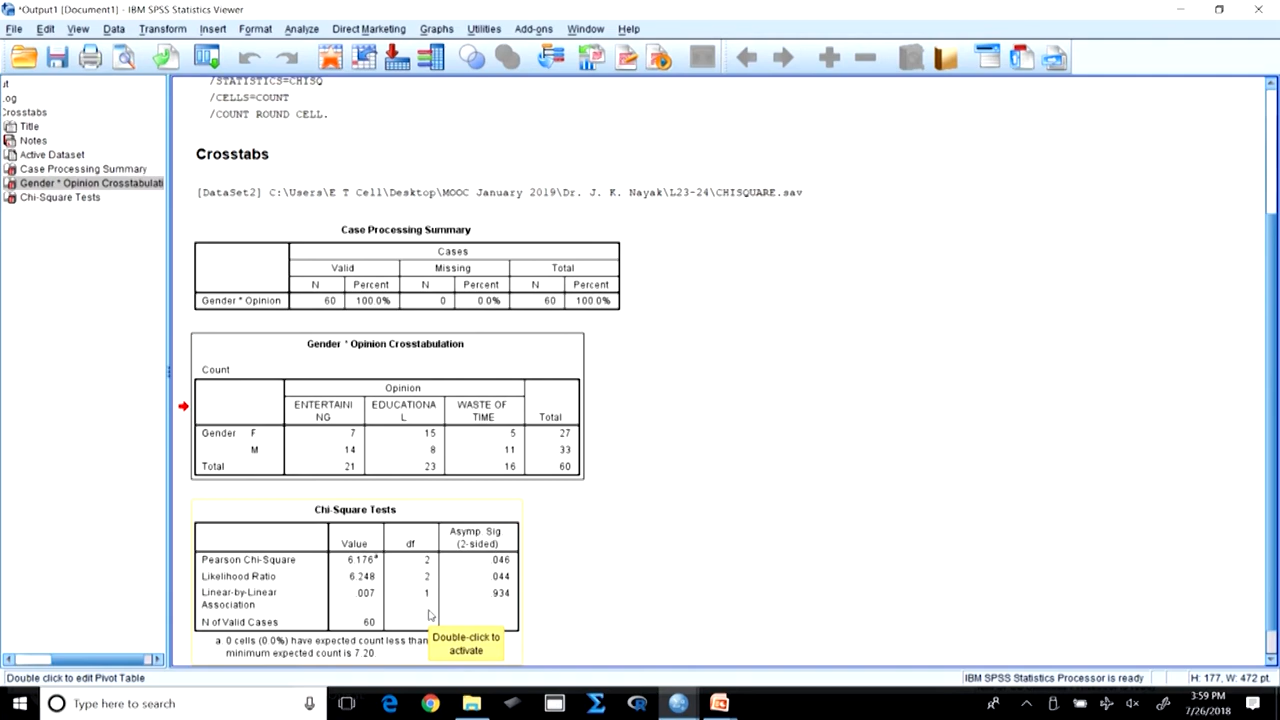 *Output1 [Document1] - IBM SPSS Statistics Viewer
File Edit View Data Transform Insert Format Analyze Direct Marketing Graphs Utilities Add-ons Window Help
ut
.og
Crosstabs
Title
Notes
Active Dataset
Case Processing Summary
Gender * Opinion Crosstabulati
Chi-Square Tests
/STATISTICS=CHISQ
/CELLS=COUNT
/COUNT ROUND CELL.
Crosstabs
[DataSet2] C:\Users\E T Cell\Desktop\MOOC January 2019\Dr. J. K. Nayak\L23-24\CHISQUARE.sav
Case Processing Summary
Cases
Valid Missing Total
N Percent N Percent N Percent
Gender * Opinion 60 100.0% 0 0.0% 60 100.0%
Gender * Opinion Crosstabulation
Count
Opinion
ENTERTAINI EDUCATIONA WASTE OF
NG L TIME Total
Gender F 7 15 5 27
M 14 8 11 33
Total 21 23 16 60
Chi-Square Tests
Asymp. Sig.
Value df (2-sided)
Pearson Chi-Square 6.176a 2 .046
Likelihood Ratio 6.248 2 .044
Linear-by-Linear .007 1 .934
Association
N of Valid Cases 60
a. 0 cells (0.0%) have expected count less than
minimum expected count is 7.20.
Double-click to
activate
Double click to edit Pivot Table
IBM SPSS Statistics Processor is ready
H: 177, W: 472 pt.
Type here to search
3:59 PM
7/26/2018